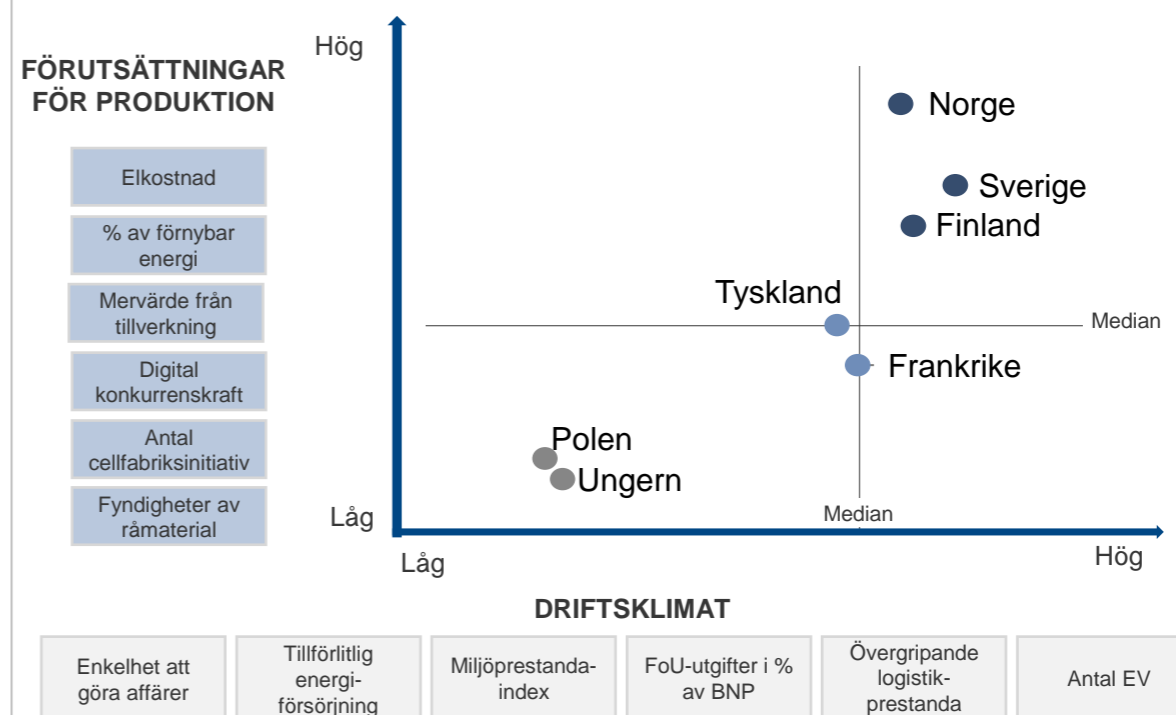 Hög
FÖRUTSÄTTNINGAR
FÖR PRODUKTION
Elkostnad
% av förnybar
energi
Mervärde från
tillverkning
Digital
konkurrenskraft
Antal
cellfabriksinitiativ
Fyndigheter av
råmaterial
Norge
Sverige
Finland
Tyskland
Median
Frankrike
Polen
Ungern
Median
Låg
Låg
Hög
DRIFTSKLIMAT
Enkelhet att
göra affärer
Tillförlitlig
energi-
försörjning
Miljöprestanda-
index
FoU-utgifter i %
av BNP
Övergripande
logistik-
prestanda
Antal EV